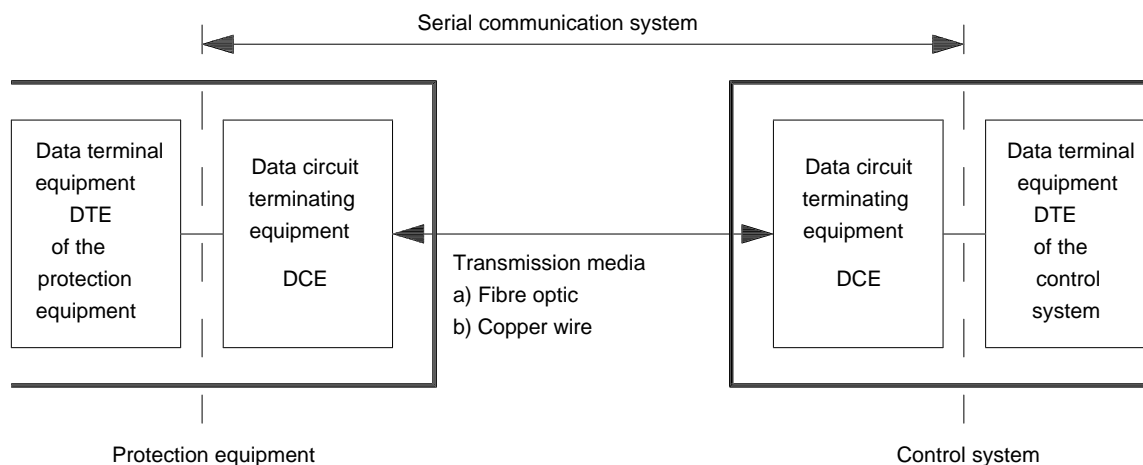 Serial communication system
Data terminal
equipment
DTE
of the
protection
equipment
Data circuit
terminating
equipment
DCE
Transmission media
a) Fibre optic
b) Copper wire
Data circuit
terminating
equipment
DCE
Data terminal
equipment
DTE
of the
control
system
Protection equipment
Control system